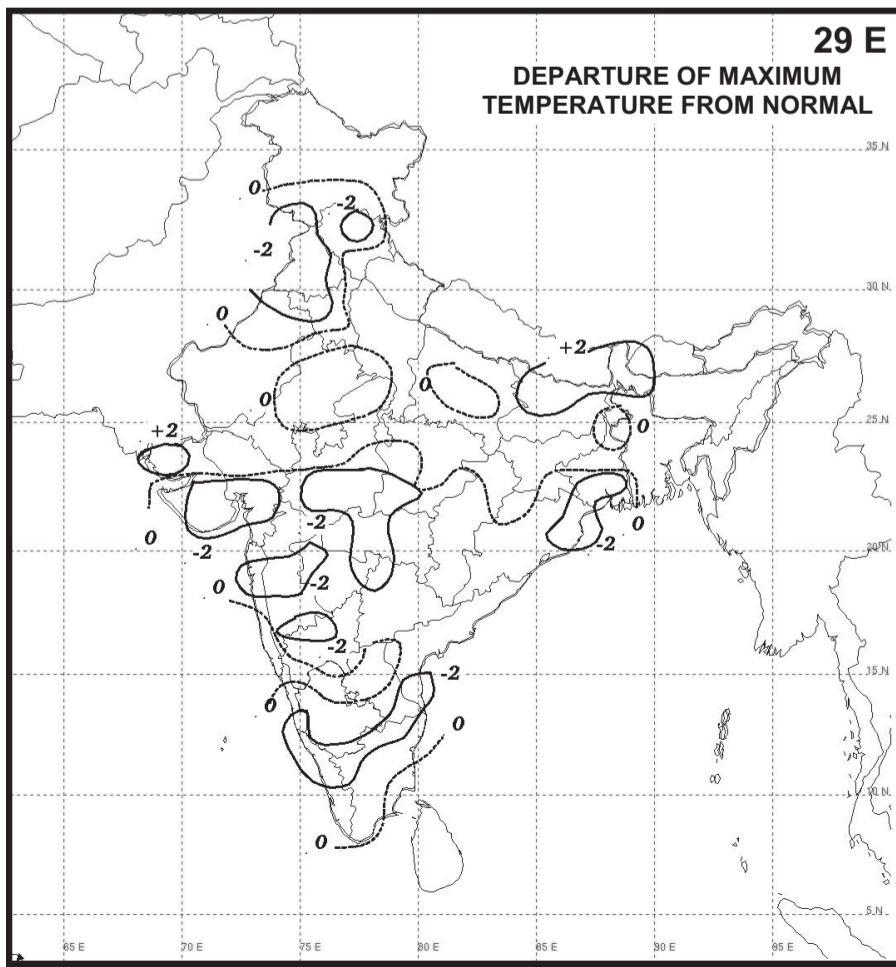 29 E
DEPARTURE OF MAXIMUM
TEMPERATURE FROM NORMAL
35 N
0
-2
-2
30 N
0
+2
0
0
25 N
0
+2
-2
0
0
-2
20 N
-2
-2
0
-2
15 N
-2
0
0
10 N
0
5 N
65 E
70 E
75 E
80 E
85 E
90 E
95 E